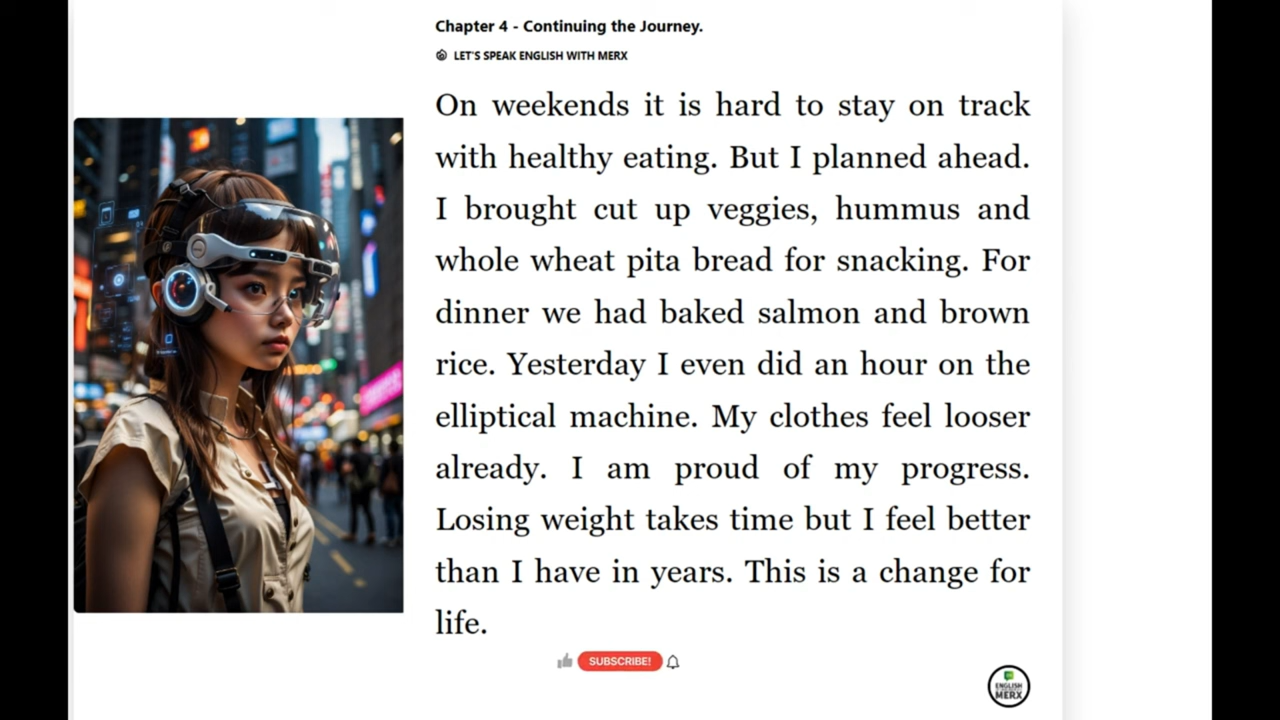 Chapter 4 - Continuing the Journey.
LET'S SPEAK ENGLISH WITH MERX
On weekends it is hard to stay on track
with healthy eating. But I planned ahead.
I brought cut up veggies, hummus and
whole wheat pita bread for snacking. For
dinner we had baked salmon and brown
rice. Yesterday I even did an hour on the
elliptical machine. My clothes feel looser
already. I am proud of my progress.
Losing weight takes time but I feel better
than I have in years. This is a change for
life.
SUBSCRIBE!
ENGLISH
MERX